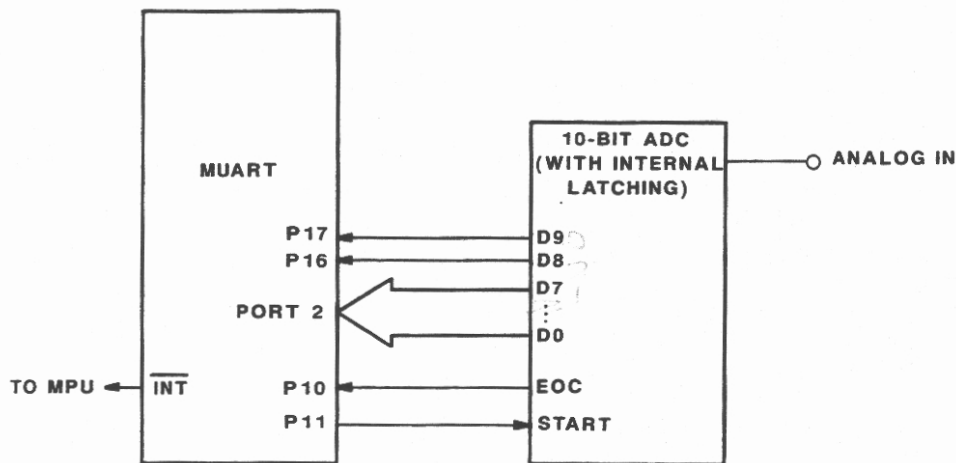 10-BIT ADC
(WITH INTERNAL
LATCHING)
ANALOG IN
MUART
P17
D9
P16
D8
D7
PORT 2
D0
TO MPU
INT
P10
EOC
P11
START